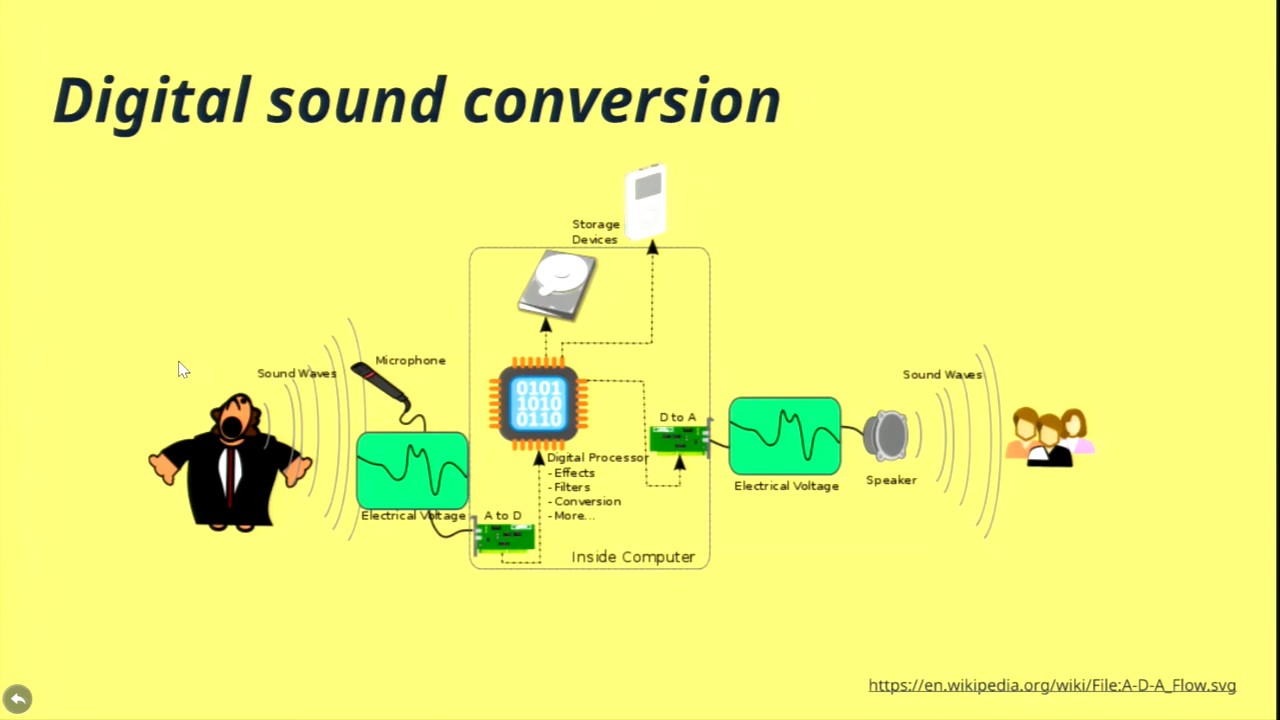 Digital sound conversion
Storage
Devices
Microphone
Sound Waves
Sound Waves
0101
1010
0110
D to A
Digital Processor
- Effects
- Filters
- Conversion
- More...
Electrical Voltage
Speaker
Electrical Voltage
A to D
Inside Computer
https://en.wikipedia.org/wiki/File:A-D-A_Flow.svg